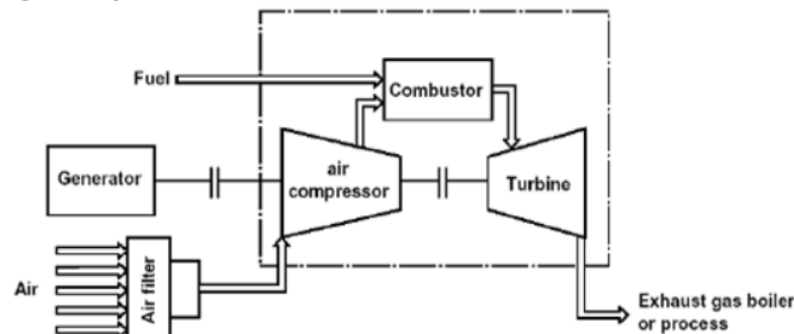 Fuel
Combustor
Generator
air
compressor
Turbine
Air
Air filter
Exhaust gas boiler
or process